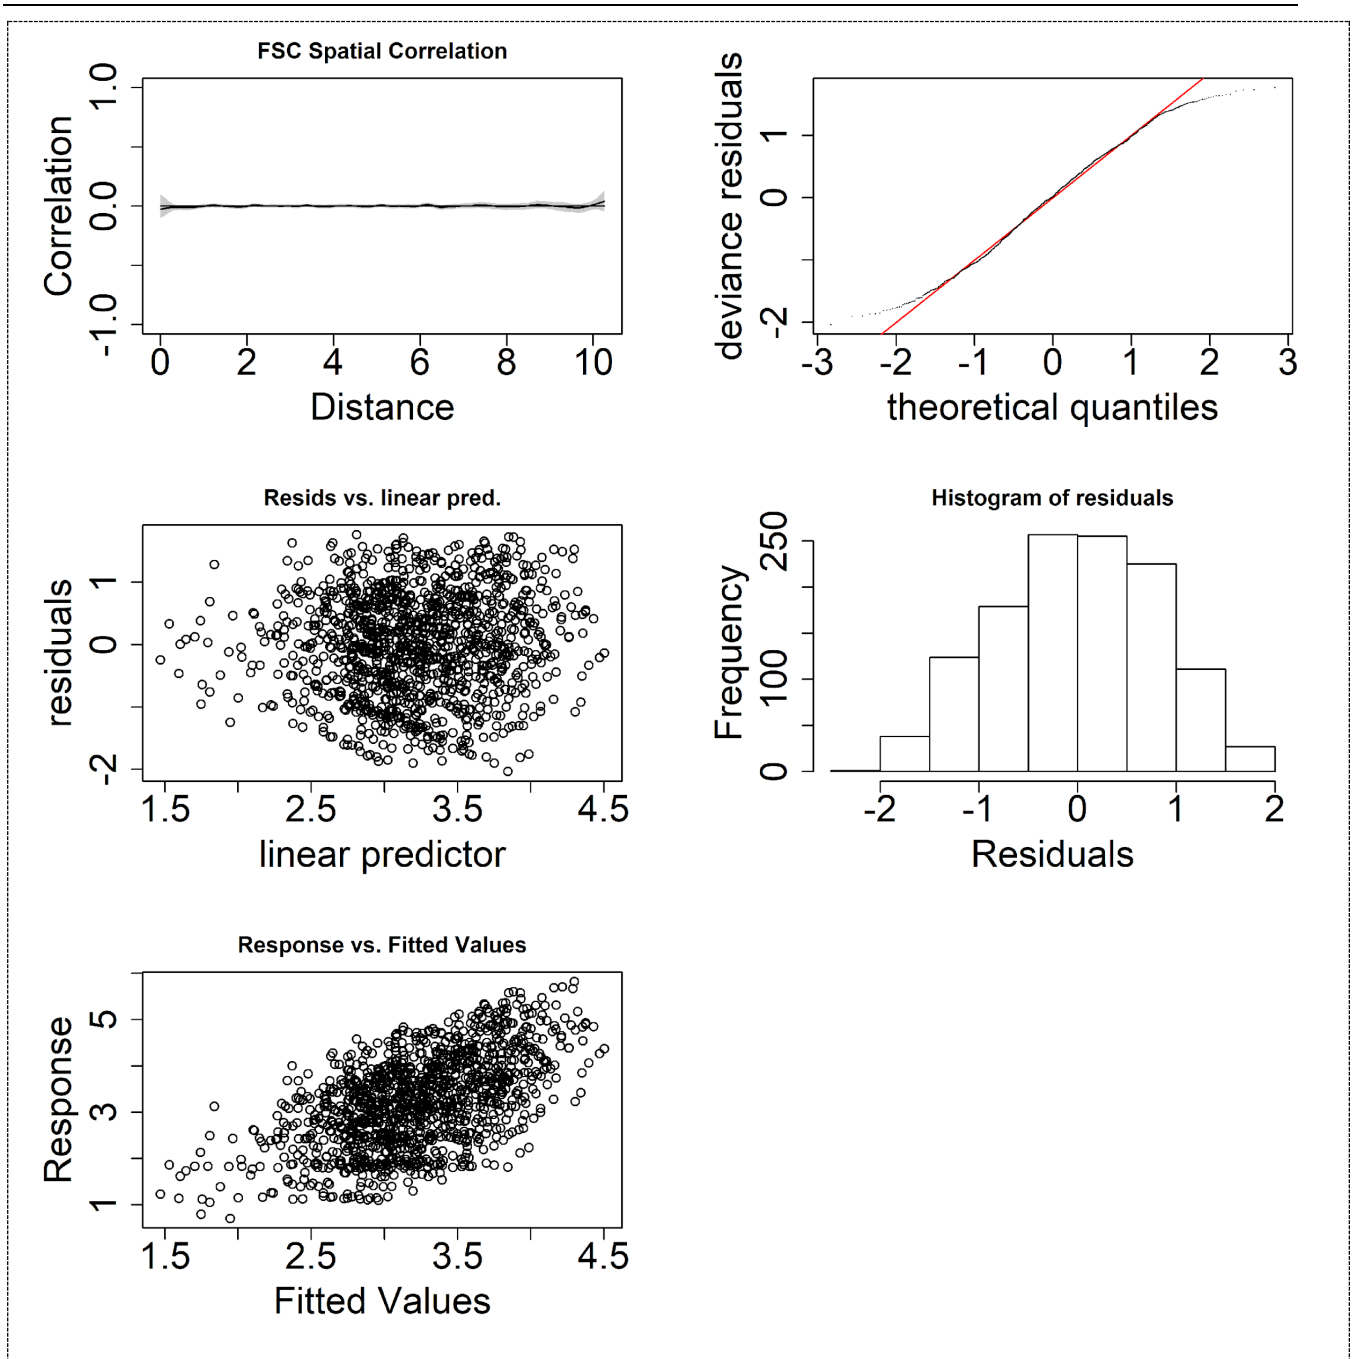 FSC Spatial Correlation
Correlation
-1.0 0.0 1.0
0 2 4 6 8 10
Distance
deviance residuals
-2 0 1
-3 -2 -1 0 1 2 3
theoretical quantiles
Resids vs. linear pred.
residuals
-2 0 1
1.5 2.5 3.5 4.5
linear predictor
Histogram of residuals
Frequency
0 100 250
-2 -1 0 1 2
Residuals
Response vs. Fitted Values
Response
1 3 5
1.5 2.5 3.5 4.5
Fitted Values